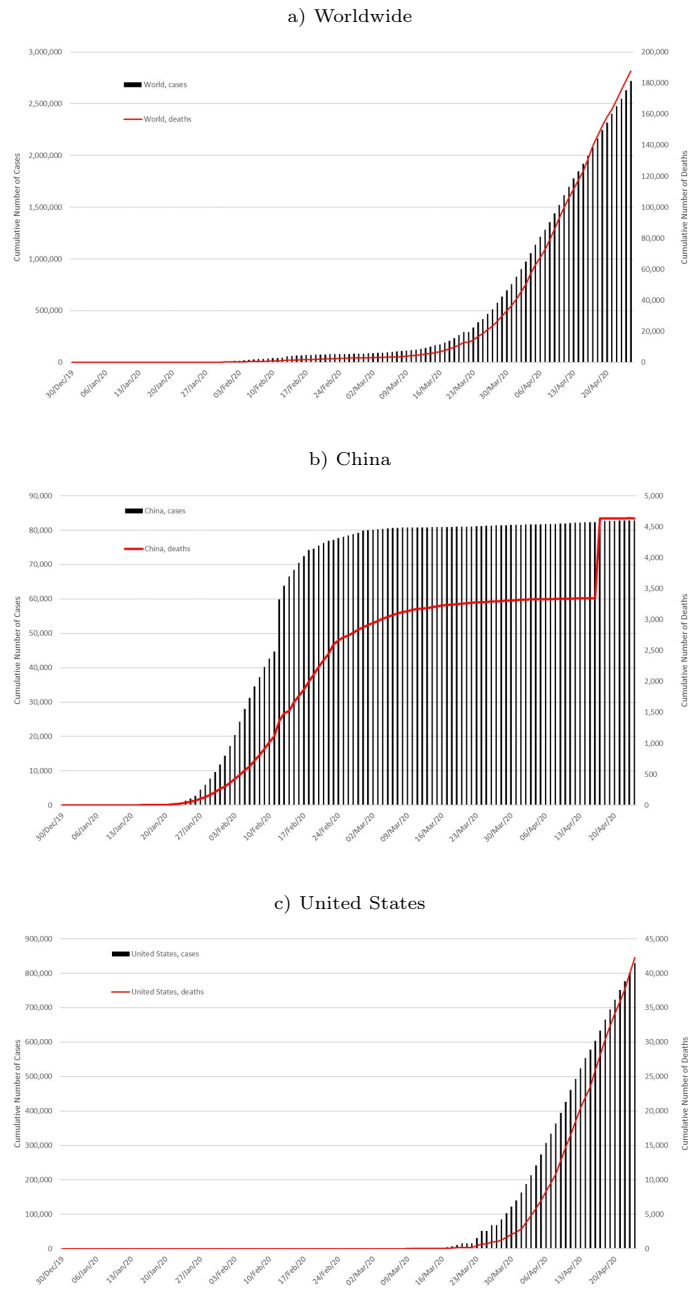 a) Worldwide
3,000,000
2,500,000
2,000,000
1,500,000
1,000,000
500,000
0
Cumulative Number of Cases
World, cases
World, deaths
200,000
180,000
160,000
140,000
120,000
100,000
80,000
60,000
40,000
20,000
0
Cumulative Number of Deaths
30/Dec/19
06/Jan/20
13/Jan/20
20/Jan/20
27/Jan/20
03/Feb/20
10/Feb/20
17/Feb/20
24/Feb/20
02/Mar/20
09/Mar/20
16/Mar/20
23/Mar/20
30/Mar/20
06/Apr/20
13/Apr/20
20/Apr/20
b) China
90,000
80,000
70,000
60,000
50,000
40,000
30,000
20,000
10,000
0
Cumulative Number of Cases
China, cases
China, deaths
5,000
4,500
4,000
3,500
3,000
2,500
2,000
1,500
1,000
500
0
Cumulative Number of Deaths
30/Dec/19
06/Jan/20
13/Jan/20
20/Jan/20
27/Jan/20
03/Feb/20
10/Feb/20
17/Feb/20
24/Feb/20
02/Mar/20
09/Mar/20
16/Mar/20
23/Mar/20
30/Mar/20
06/Apr/20
13/Apr/20
20/Apr/20
c) United States
900,000
800,000
700,000
600,000
500,000
400,000
300,000
200,000
100,000
0
Cumulative Number of Cases
United States, cases
United States, deaths
45,000
40,000
35,000
30,000
25,000
20,000
15,000
10,000
5,000
0
Cumulative Number of Deaths
30/Dec/19
06/Jan/20
13/Jan/20
20/Jan/20
27/Jan/20
03/Feb/20
10/Feb/20
17/Feb/20
24/Feb/20
02/Mar/20
09/Mar/20
16/Mar/20
23/Mar/20
30/Mar/20
06/Apr/20
13/Apr/20
20/Apr/20